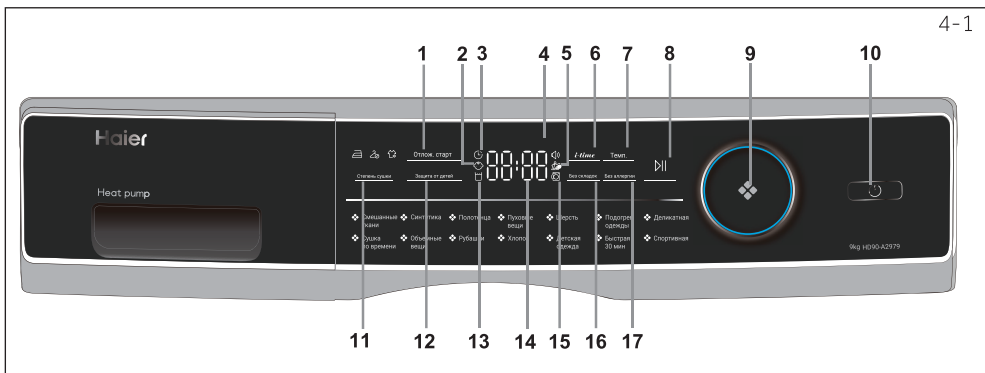 4-1
1 2 3 4 5 6 7 8 9 10
Haier
Отлож. старт
i-time
Темп.
Степень сушки
Защита от детей
88:88
Без складок
Без аллергии
Heat pump
Смешанные ткани
Синтетика
Полотенца
Пуховые вещи
Шерсть
Подогрев одежды
Деликатная
Сушка по времени
Объемные вещи
Рубашки
Хлопок
Детская одежда
Быстрая 30 мин
Спортивная
9kg HD90-A2979
11 12 13 14 15 16 17